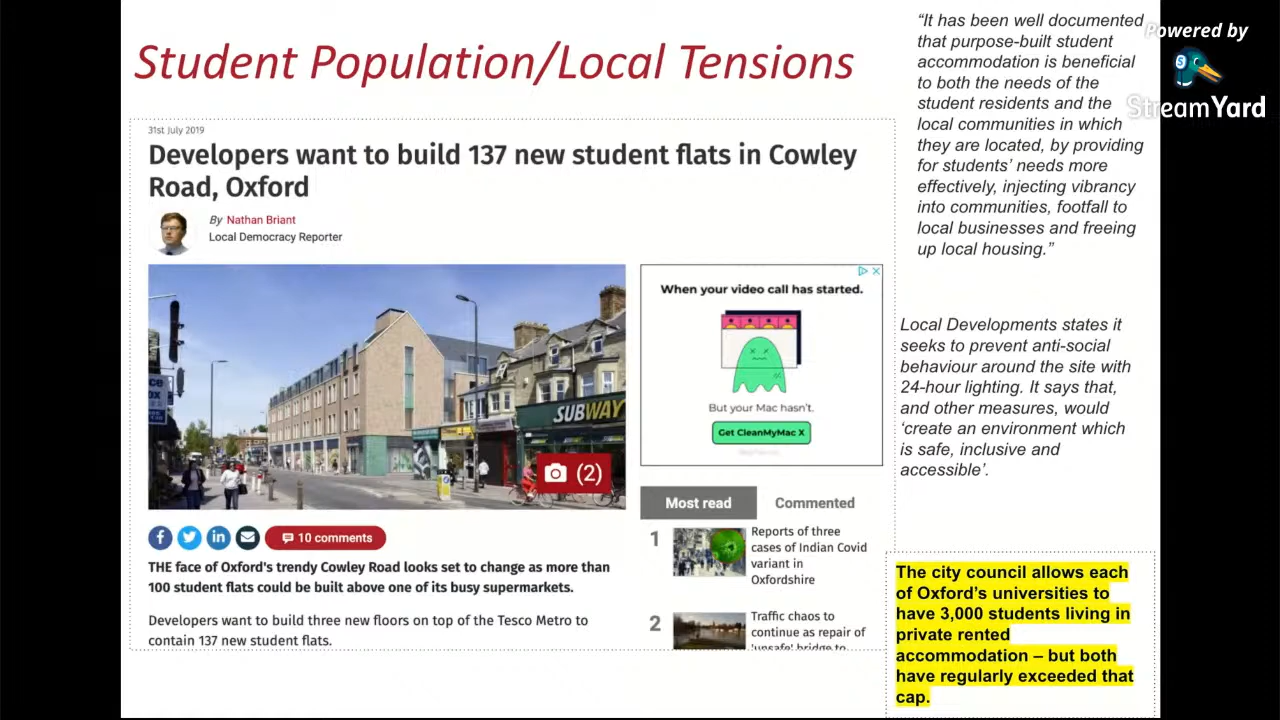 Student Population/Local Tensions
31st July 2019
Developers want to build 137 new student flats in Cowley
Road, Oxford
By Nathan Briant
Local Democracy Reporter
SUBWAY
(2)
10 comments
THE face of Oxford's trendy Cowley Road looks set to change as more than
100 student flats could be built above one of its busy supermarkets.
Developers want to build three new floors on top of the Tesco Metro to
contain 137 new student flats.
When your video call has started.
But your Mac hasn't.
Get CleanMyMac X
Most read
Commented
1
Reports of three
cases of Indian Covid
variant in
Oxfordshire
2
Traffic chaos to
continue as repair of
'unsafe' bridge to
“It has been well documented
that purpose-built student
accommodation is beneficial
to both the needs of the
student residents and the
local communities in which
they are located, by providing
for students’ needs more
effectively, injecting vibrancy
into communities, footfall to
local businesses and freeing
up local housing.”
Local Developments states it
seeks to prevent anti-social
behaviour around the site with
24-hour lighting. It says that,
and other measures, would
‘create an environment which
is safe, inclusive and
accessible’.
The city council allows each
of Oxford’s universities to
have 3,000 students living in
private rented
accommodation – but both
have regularly exceeded that
cap.
Powered by
StreamYard